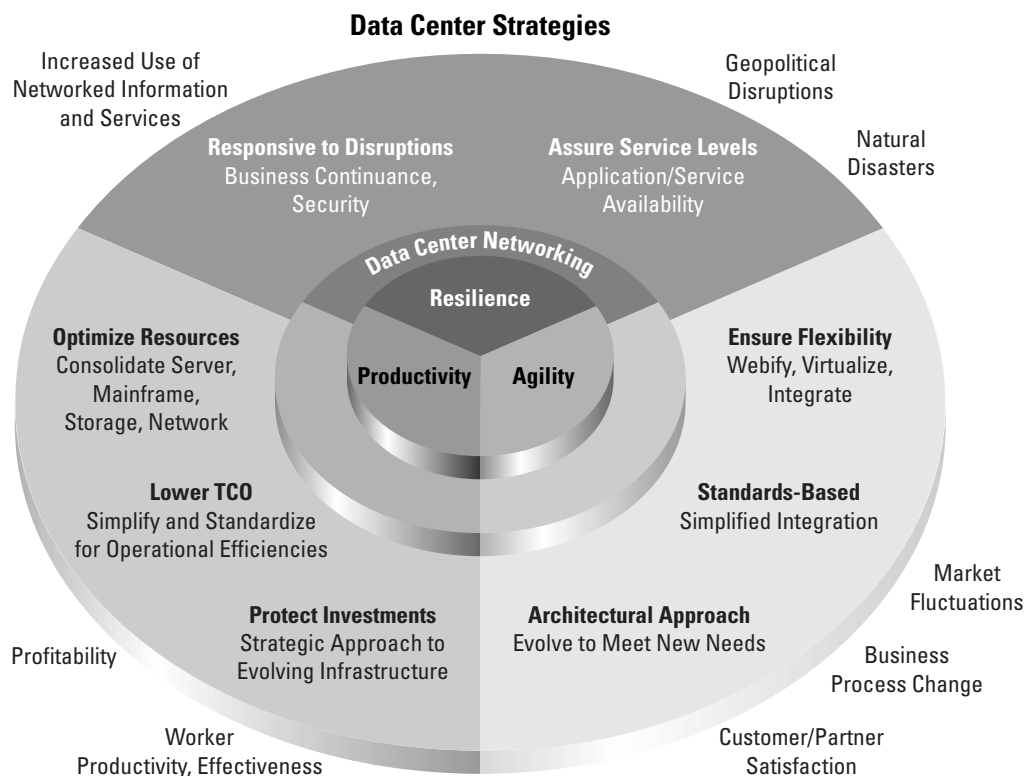 Data Center Strategies
Increased Use of
Networked Information
and Services
Geopolitical
Disruptions
Natural
Disasters
Responsive to Disruptions
Business Continuance,
Security
Assure Service Levels
Application/Service
Availability
Data Center Networking
Resilience
Productivity
Agility
Optimize Resources
Consolidate Server,
Mainframe,
Storage, Network
Ensure Flexibility
Webify, Virtualize,
Integrate
Lower TCO
Simplify and Standardize
for Operational Efficiencies
Standards-Based
Simplified Integration
Protect Investments
Strategic Approach to
Evolving Infrastructure
Architectural Approach
Evolve to Meet New Needs
Market
Fluctuations
Profitability
Business
Process Change
Worker
Productivity, Effectiveness
Customer/Partner
Satisfaction